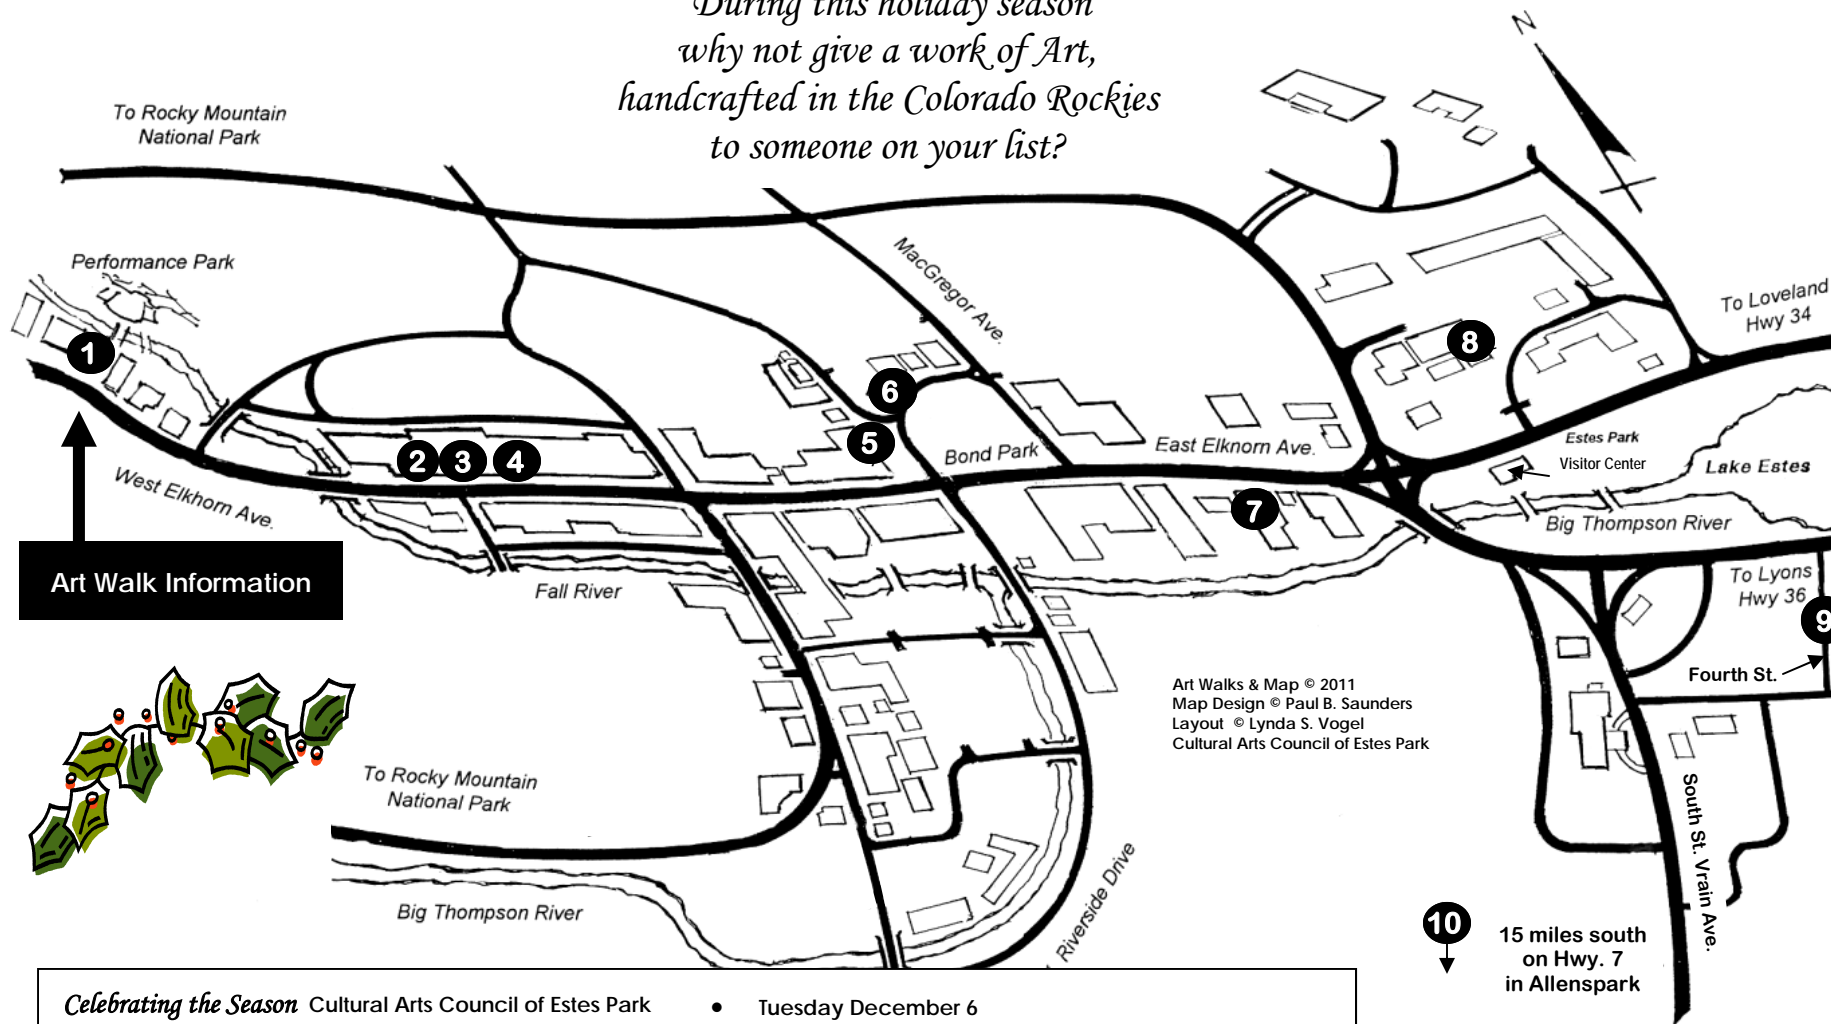 During this holiday season
why not give a work of Art,
handcrafted in the Colorado Rockies
to someone on your list?
N
To Rocky Mountain
National Park
Performance Park
MacGregor Ave.
To Loveland
Hwy 34
1
8
6
5
2
3
4
Bond Park
East Elkhorn Ave.
Estes Park
Visitor Center
Lake Estes
West Elkhorn Ave.
7
Big Thompson River
Art Walk Information
Fall River
To Lyons
Hwy 36
9
Fourth St.
Art Walks & Map © 2011
Map Design © Paul B. Saunders
Layout © Lynda S. Vogel
Cultural Arts Council of Estes Park
To Rocky Mountain
National Park
South St. Vrain Ave.
Big Thompson River
Riverside Drive
10
15 miles south
on Hwy. 7
in Allenspark
Celebrating the Season Cultural Arts Council of Estes Park • Tuesday December 6